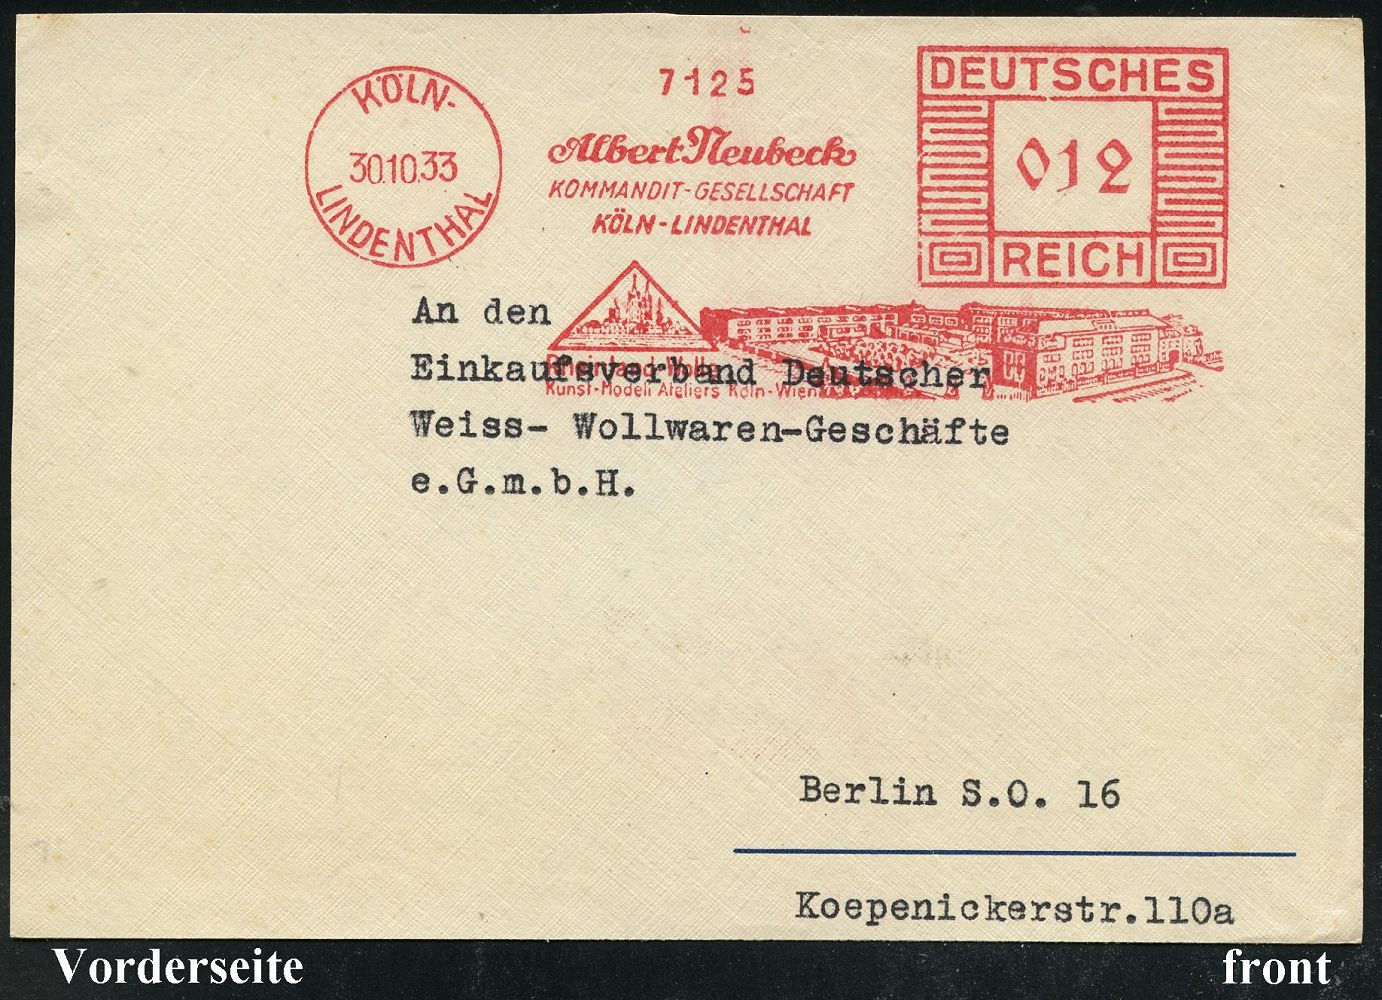 KÖLN-
30.10.33
LINDENTHAL
7125
Albert Neubeck
KOMMANDIT-GESELLSCHAFT
KÖLN-LINDENTHAL
DEUTSCHES
012
REICH
An den
Einkaufsverband Deutscher
Kunst-Modell Ateliers Köln-Wien
Weiss- Wollwaren-Geschäfte
e.G.m.b.H.
Berlin S.O. 16
Koepenickerstr.110a
Vorderseite
front